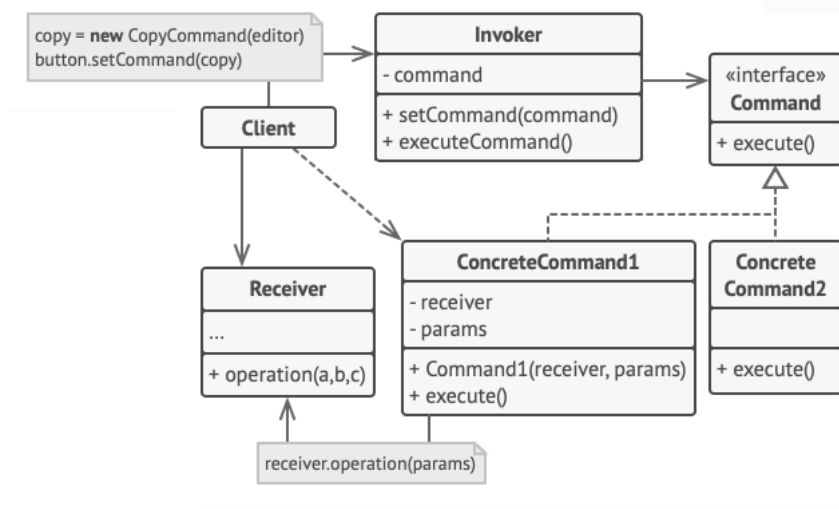 copy = new CopyCommand(editor)
button.setCommand(copy)
Invoker
- command
+ setCommand(command)
+ executeCommand()
«interface»
Command
+ execute()
Client
Receiver
...
+ operation(a,b,c)
ConcreteCommand1
- receiver
- params
+ Command1(receiver, params)
+ execute()
Concrete
Command2
+ execute()
receiver.operation(params)